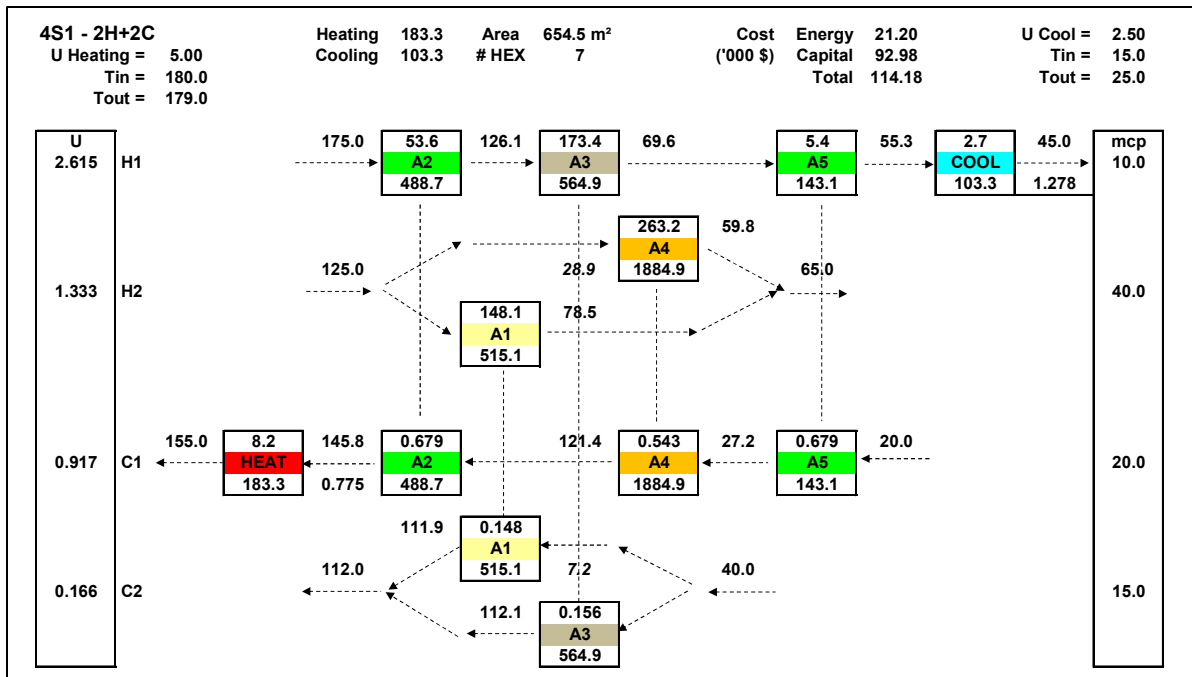 4S1 - 2H+2C Heating 183.3 Area 654.5 m² Cost Energy 21.20 U Cool = 2.50
U Heating = 5.00 Cooling 103.3 # HEX 7 ('000 $) Capital 92.98 Tin = 15.0
Tin = 180.0 Total 114.18 Tout = 25.0
Tout = 179.0
U 175.0 53.6 126.1 173.4 69.6 5.4 55.3 2.7 45.0 mcp
2.615 H1 A2 A3 A5 COOL 10.0
488.7 564.9 143.1 103.3 1.278
263.2 59.8
A4
125.0 28.9 1884.9 65.0
1.333 H2 40.0
148.1 78.5
A1
515.1
155.0 8.2 145.8 0.679 121.4 0.543 27.2 0.679 20.0
0.917 C1 HEAT A2 A4 A5 20.0
183.3 0.775 488.7 1884.9 143.1
111.9 0.148
A1
112.0 515.1 7.2 40.0
0.166 C2 15.0
112.1 0.156
A3
564.9